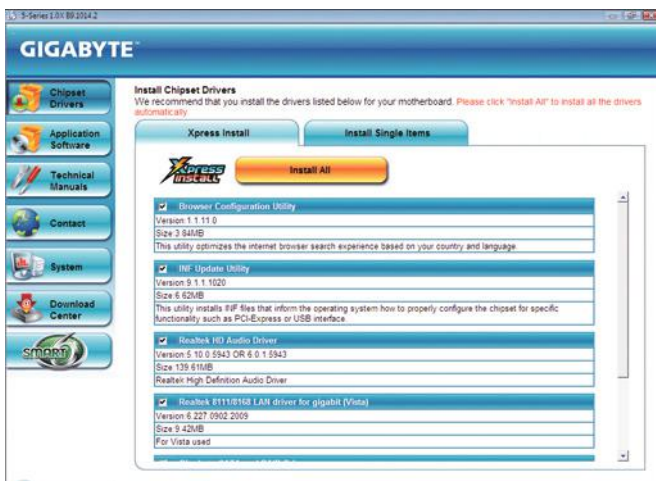 5-Series 1.0X B9.1014.2
GIGABYTE™
Chipset
Drivers
Application
Software
Technical
Manuals
Contact
System
Download
Center
SMART
Install Chipset Drivers
We recommend that you install the drivers listed below for your motherboard. Please click "Install All" to install all the drivers
automatically.
Xpress Install
Install Single Items
Xpress
INSTALL
Install All
Browser Configuration Utility
Version:1.1.11.0
Size:3.84MB
This utility optimizes the internet browser search experience based on your country and language.
INF Update Utility
Version:9.1.1.1020
Size:6.62MB
This utility installs INF files that inform the operating system how to properly configure the chipset for specific
functionality such as PCI-Express or USB interface.
Realtek HD Audio Driver
Version:5.10.0.5943 OR 6.0.1.5943
Size:139.61MB
Realtek High Definition Audio Driver
Realtek 8111/8168 LAN driver for gigabit (Vista)
Version:6.227.0902.2009
Size:9.42MB
For Vista used